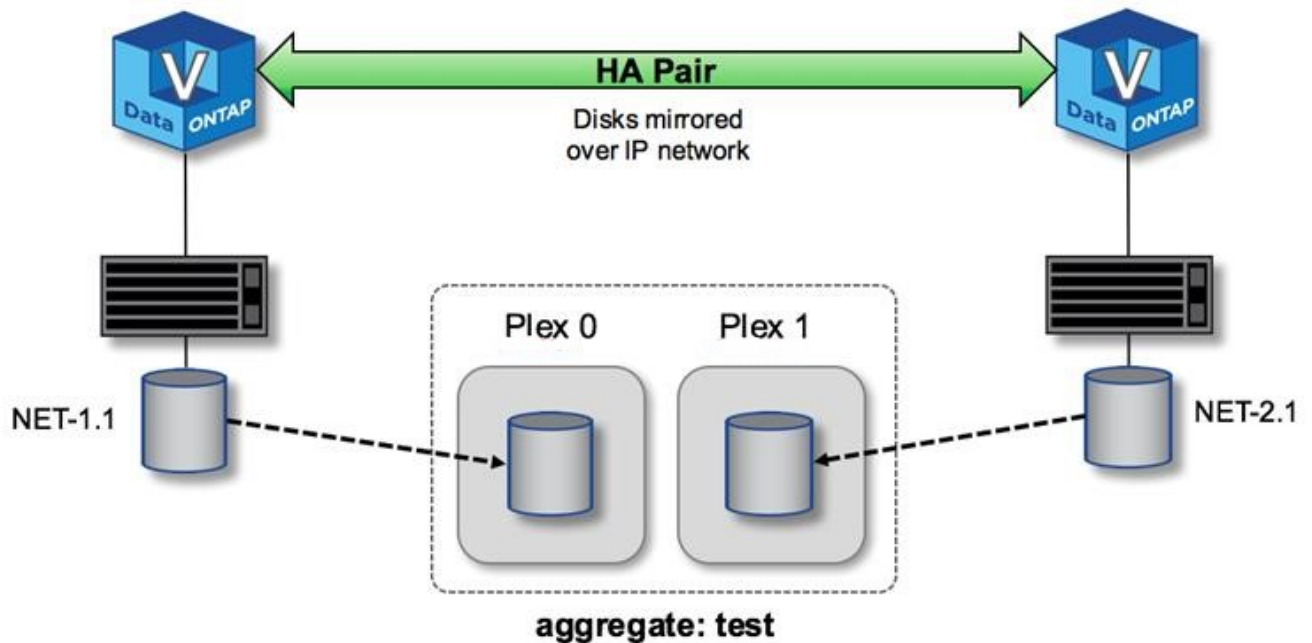 V
Data ONTAP
HA Pair
Disks mirrored
over IP network
V
Data ONTAP
Plex 0
Plex 1
NET-1.1
NET-2.1
aggregate: test